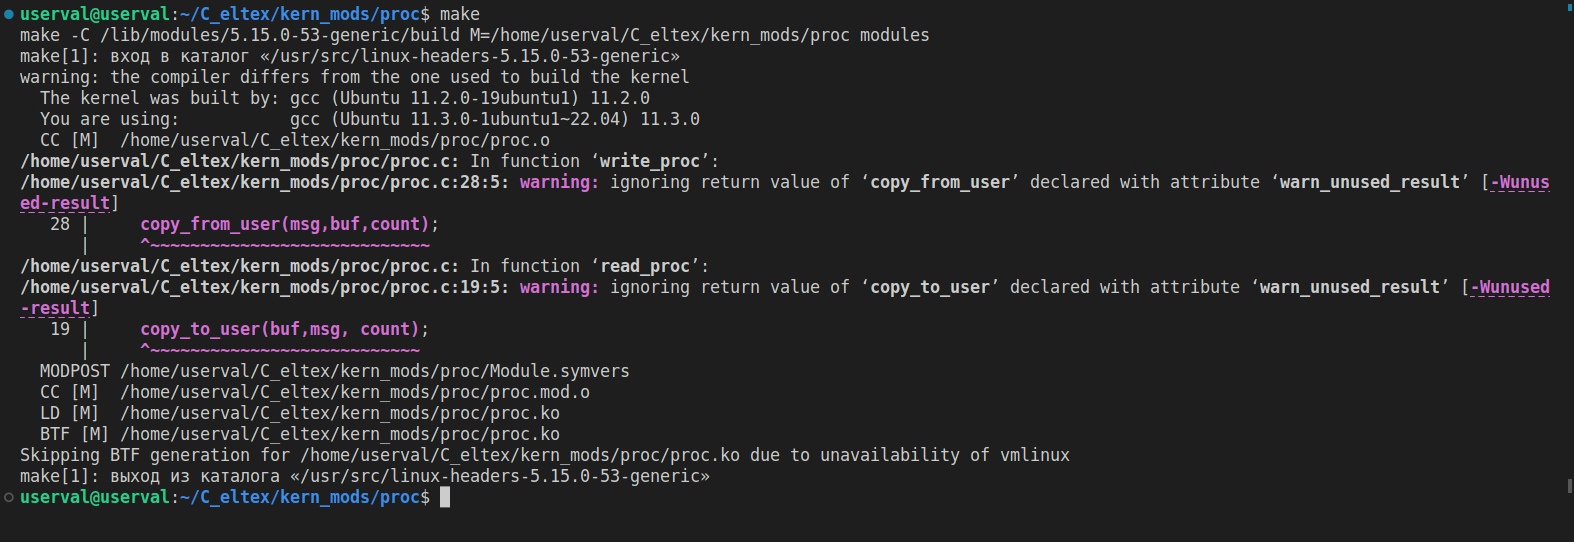 userval@userval:~/C_eltex/kern_mods/proc$ make
make -C /lib/modules/5.15.0-53-generic/build M=/home/userval/C_eltex/kern_mods/proc modules
make[1]: вход в каталог «/usr/src/linux-headers-5.15.0-53-generic»
warning: the compiler differs from the one used to build the kernel
  The kernel was built by: gcc (Ubuntu 11.2.0-19ubuntu1) 11.2.0
  You are using:           gcc (Ubuntu 11.3.0-1ubuntu1~22.04) 11.3.0
  CC [M]  /home/userval/C_eltex/kern_mods/proc/proc.o
/home/userval/C_eltex/kern_mods/proc/proc.c: In function ‘write_proc’:
/home/userval/C_eltex/kern_mods/proc/proc.c:28:5: warning: ignoring return value of ‘copy_from_user’ declared with attribute ‘warn_unused_result’ [-Wunus
ed-result]
   28 |     copy_from_user(msg,buf,count);
      |     ^~~~~~~~~~~~~~~~~~~~~~~~~~~~~
/home/userval/C_eltex/kern_mods/proc/proc.c: In function ‘read_proc’:
/home/userval/C_eltex/kern_mods/proc/proc.c:19:5: warning: ignoring return value of ‘copy_to_user’ declared with attribute ‘warn_unused_result’ [-Wunused
-result]
   19 |     copy_to_user(buf,msg, count);
      |     ^~~~~~~~~~~~~~~~~~~~~~~~~~~~
  MODPOST /home/userval/C_eltex/kern_mods/proc/Module.symvers
  CC [M]  /home/userval/C_eltex/kern_mods/proc/proc.mod.o
  LD [M]  /home/userval/C_eltex/kern_mods/proc/proc.ko
  BTF [M] /home/userval/C_eltex/kern_mods/proc/proc.ko
Skipping BTF generation for /home/userval/C_eltex/kern_mods/proc/proc.ko due to unavailability of vmlinux
make[1]: выход из каталога «/usr/src/linux-headers-5.15.0-53-generic»
userval@userval:~/C_eltex/kern_mods/proc$